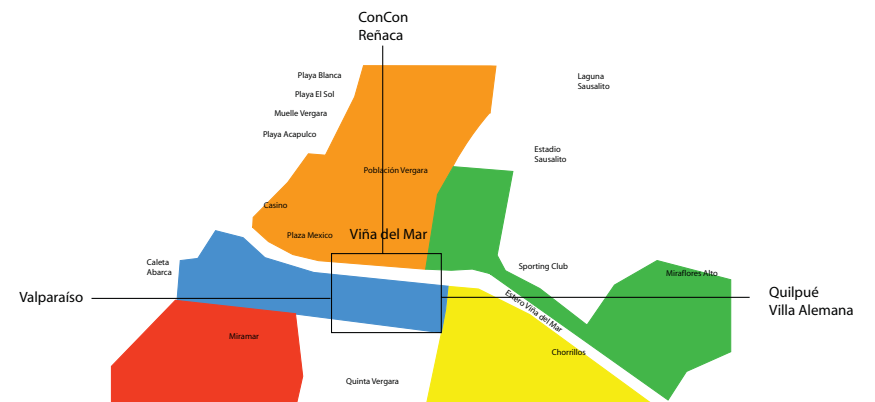 ConCon
Reñaca
Playa Blanca
Laguna
Sausalito
Playa El Sol
Muelle Vergara
Playa Acapulco
Estadio
Sausalito
Población Vergara
Casino
Plaza Mexico
Viña del Mar
Caleta
Abarca
Sporting Club
Miraflores Alto
Valparaíso
Estero Viña del Mar
Quilpué
Villa Alemana
Miramar
Chorrillos
Quinta Vergara